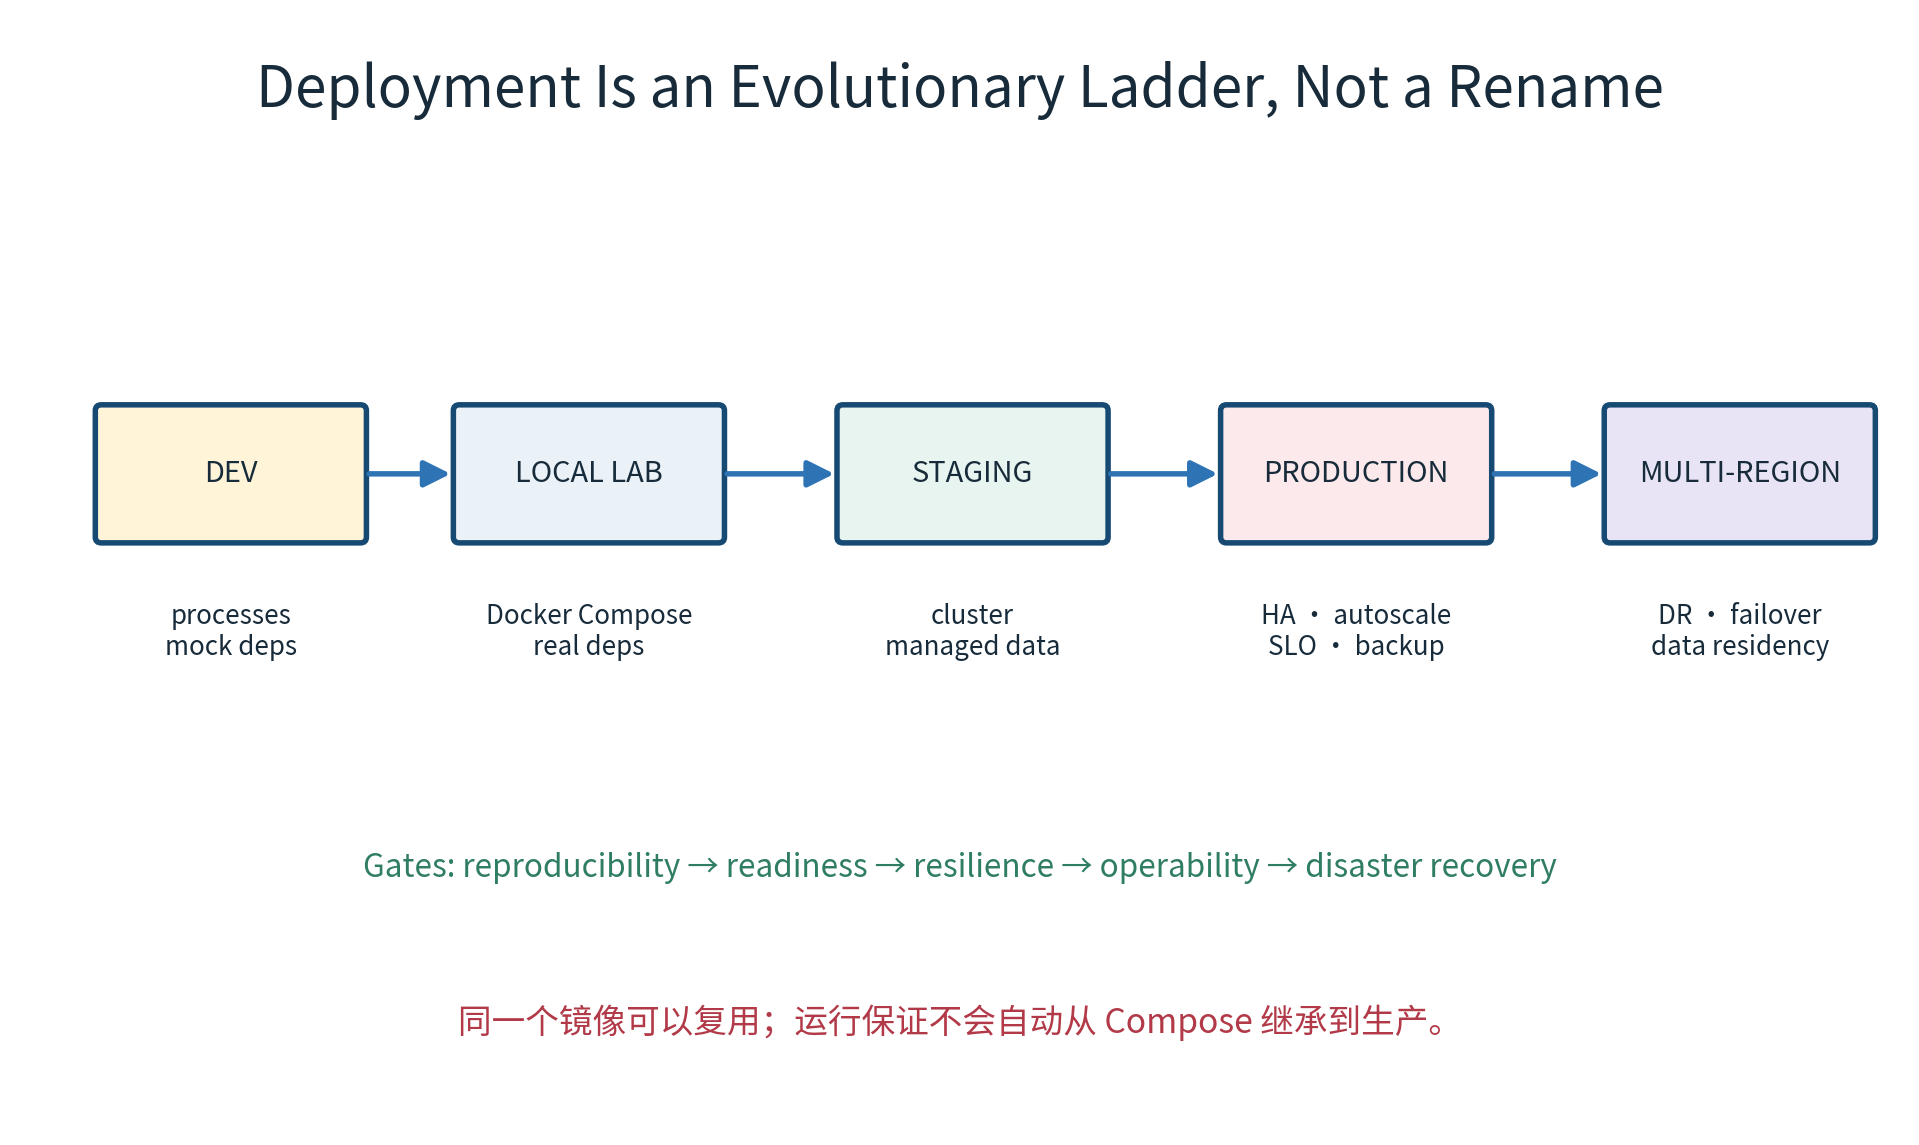 Deployment Is an Evolutionary Ladder, Not a Rename
DEV
LOCAL LAB
STAGING
PRODUCTION
MULTI-REGION
processes
mock deps
Docker Compose
real deps
cluster
managed data
HA · autoscale
SLO · backup
DR · failover
data residency
Gates: reproducibility → readiness → resilience → operability → disaster recovery
同一个镜像可以复用；运行保证不会自动从 Compose 继承到生产。